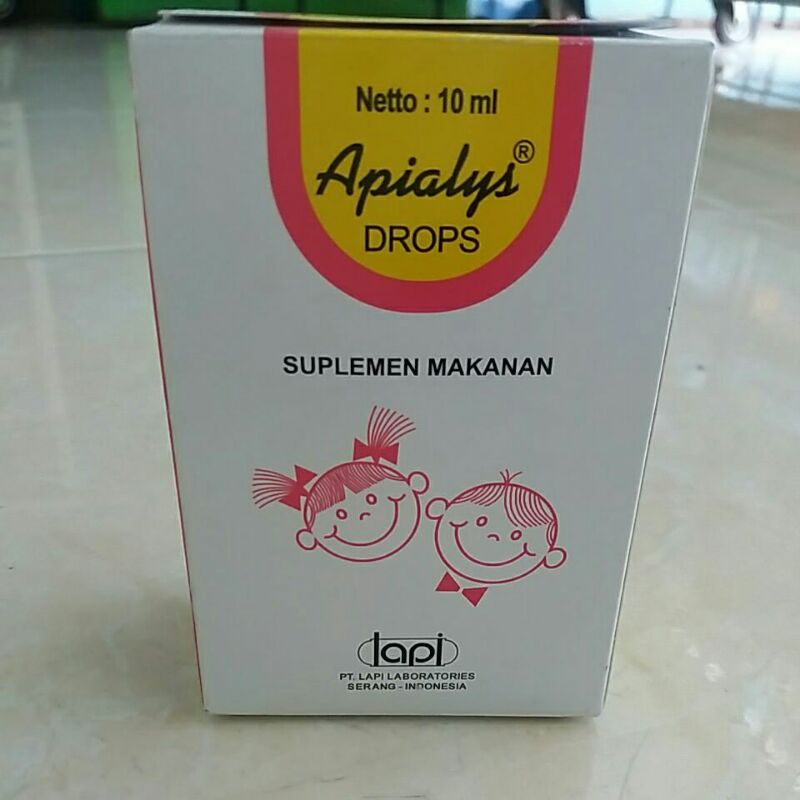 Netto : 10 ml
Apialys®
DROPS
SUPLEMEN MAKANAN
lapi
PT. LAPI LABORATORIES
SERANG - INDONESIA